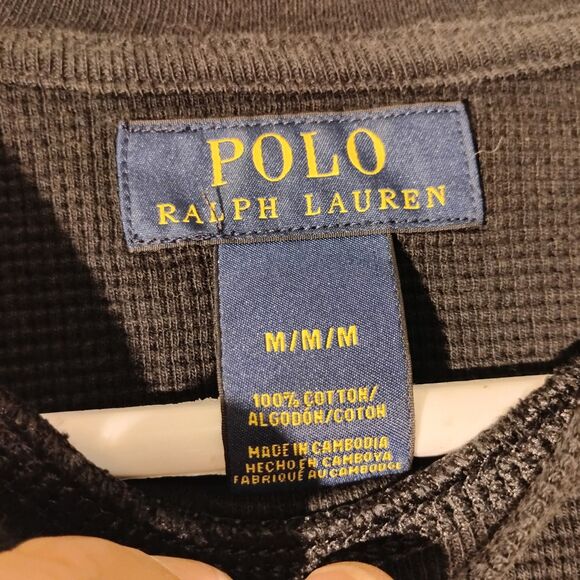 POLO
RALPH LAUREN
M/M/M
100% COTTON/
ALGODÓN/COTON
MADE IN CAMBODIA
HECHO EN CAMBOYA
FABRIQUÉ AU CAMBODGE